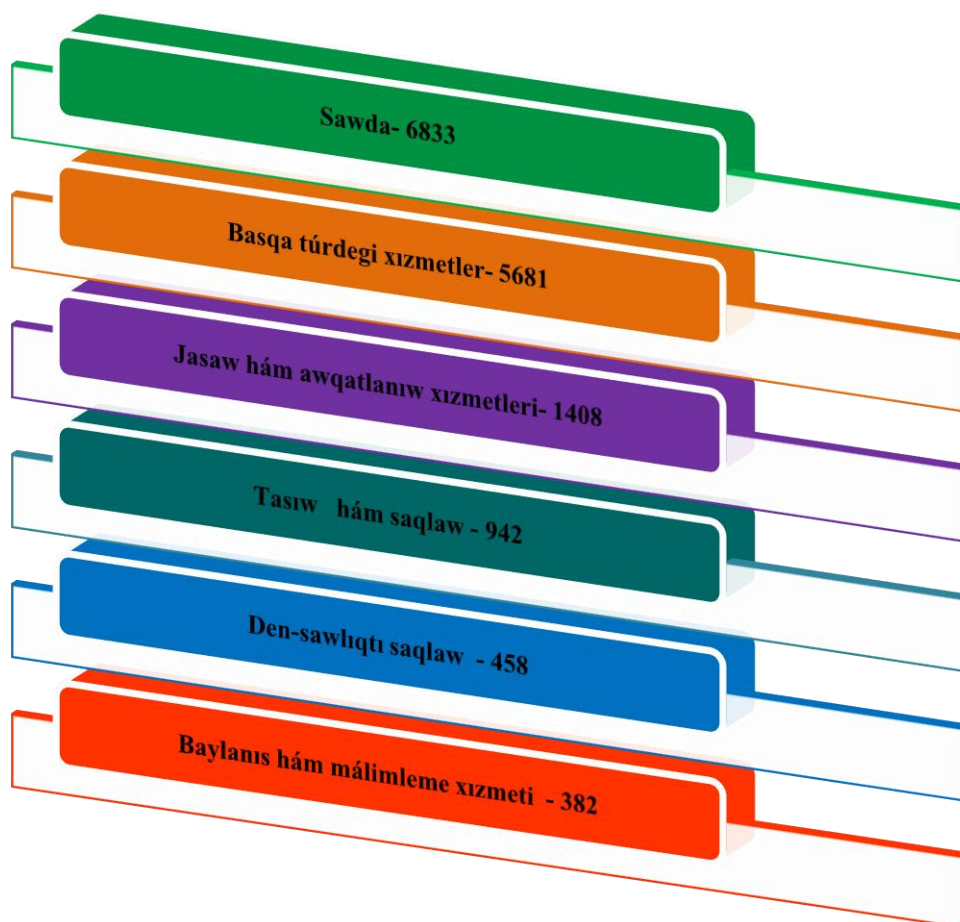 Sawda- 6833
Basqa túrdegi xızmetler- 5681
Jasaw hám awqatlanıw xızmetleri- 1408
Tasıw hám saqlaw - 942
Den-sawlıqtı saqlaw - 458
Baylanıs hám málimleme xızmeti - 382